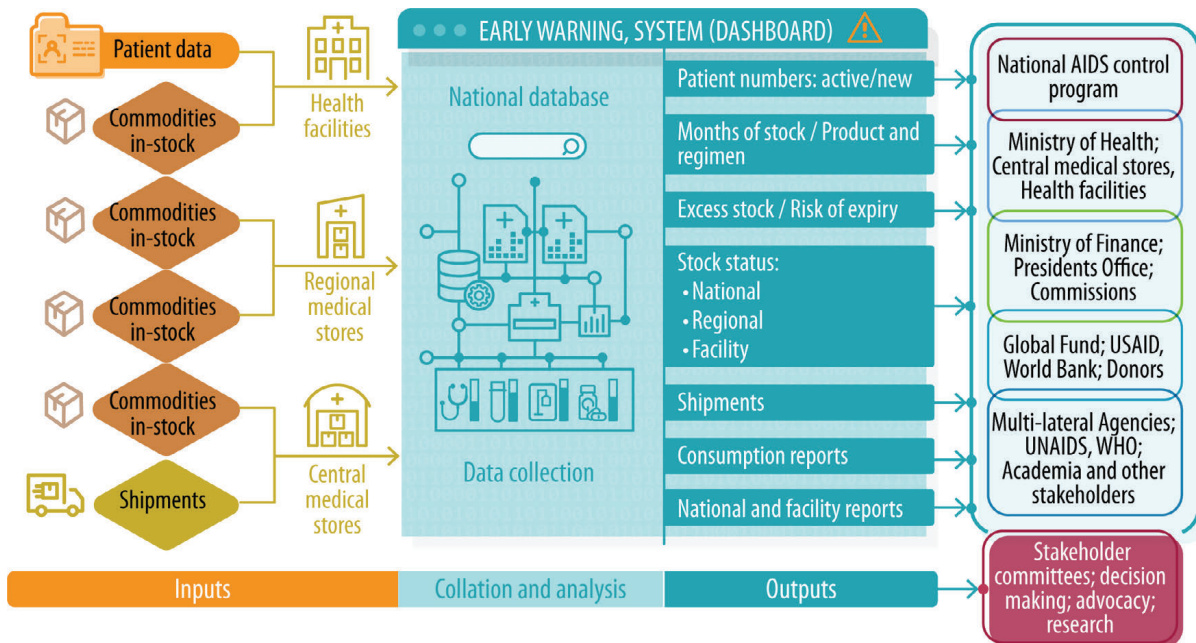 Patient data
Commodities
in-stock
Commodities
in-stock
Commodities
in-stock
Commodities
in-stock
Shipments
Health
facilities
Regional
medical
stores
Central
medical
stores
EARLY WARNING, SYSTEM (DASHBOARD)
National database
Data collection
Patient numbers: active/new
Months of stock / Product and
regimen
Excess stock / Risk of expiry
Stock status:
• National
• Regional
• Facility
Shipments
Consumption reports
National and facility reports
National AIDS control
program
Ministry of Health;
Central medical stores,
Health facilities
Ministry of Finance;
Presidents Office;
Commissions
Global Fund; USAID,
World Bank; Donors
Multi-lateral Agencies;
UNAIDS, WHO;
Academia and other
stakeholders
Inputs
Collation and analysis
Outputs
Stakeholder
committees; decision
making; advocacy;
research